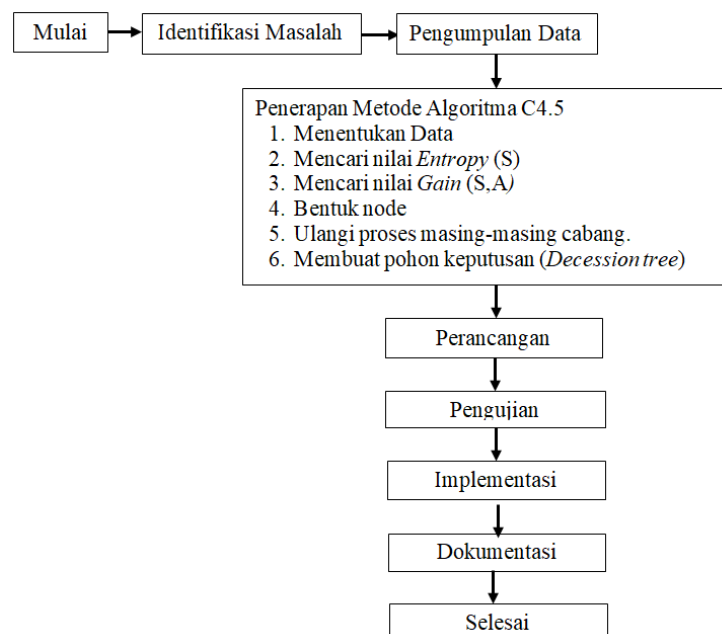 Mulai
Identifikasi Masalah
Pengumpulan Data
Penerapan Metode Algoritma C4.5
1. Menentukan Data
2. Mencari nilai Entropy (S)
3. Mencari nilai Gain (S,A)
4. Bentuk node
5. Ulangi proses masing-masing cabang.
6. Membuat pohon keputusan (Decession tree)
Perancangan
Pengujian
Implementasi
Dokumentasi
Selesai